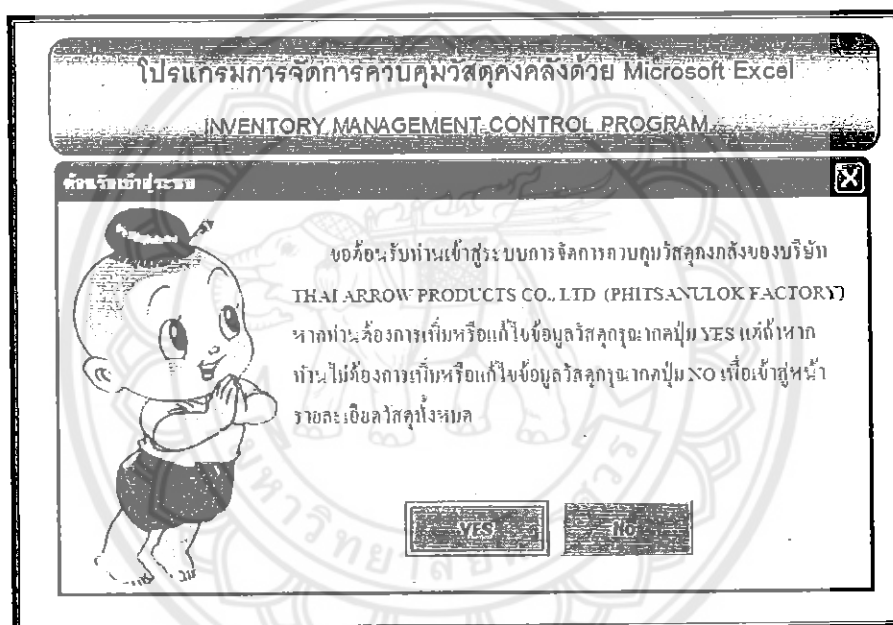 โปรแกรมการจัดการควบคุมวัสดุคงคลังด้วย Microsoft Excel
INVENTORY MANAGEMENT CONTROL PROGRAM
ต้อนรับเข้าสู่ระบบ
ขอต้อนรับท่านเข้าสู่ระบบการจัดการควบคุมวัสดุคงคลังของบริษัท
THAI ARROW PRODUCTS CO., LTD (PHITSANULOK FACTORY)
หากท่านต้องการเพิ่มหรือแก้ไขข้อมูลวัสดุกรุณากดปุ่ม YES แต่ถ้าหาก
ท่านไม่ต้องการเพิ่มหรือแก้ไขข้อมูลวัสดุกรุณากดปุ่ม NO เพื่อเข้าสู่หน้า
รายละเอียดวัสดุทั้งหมด
YES NO